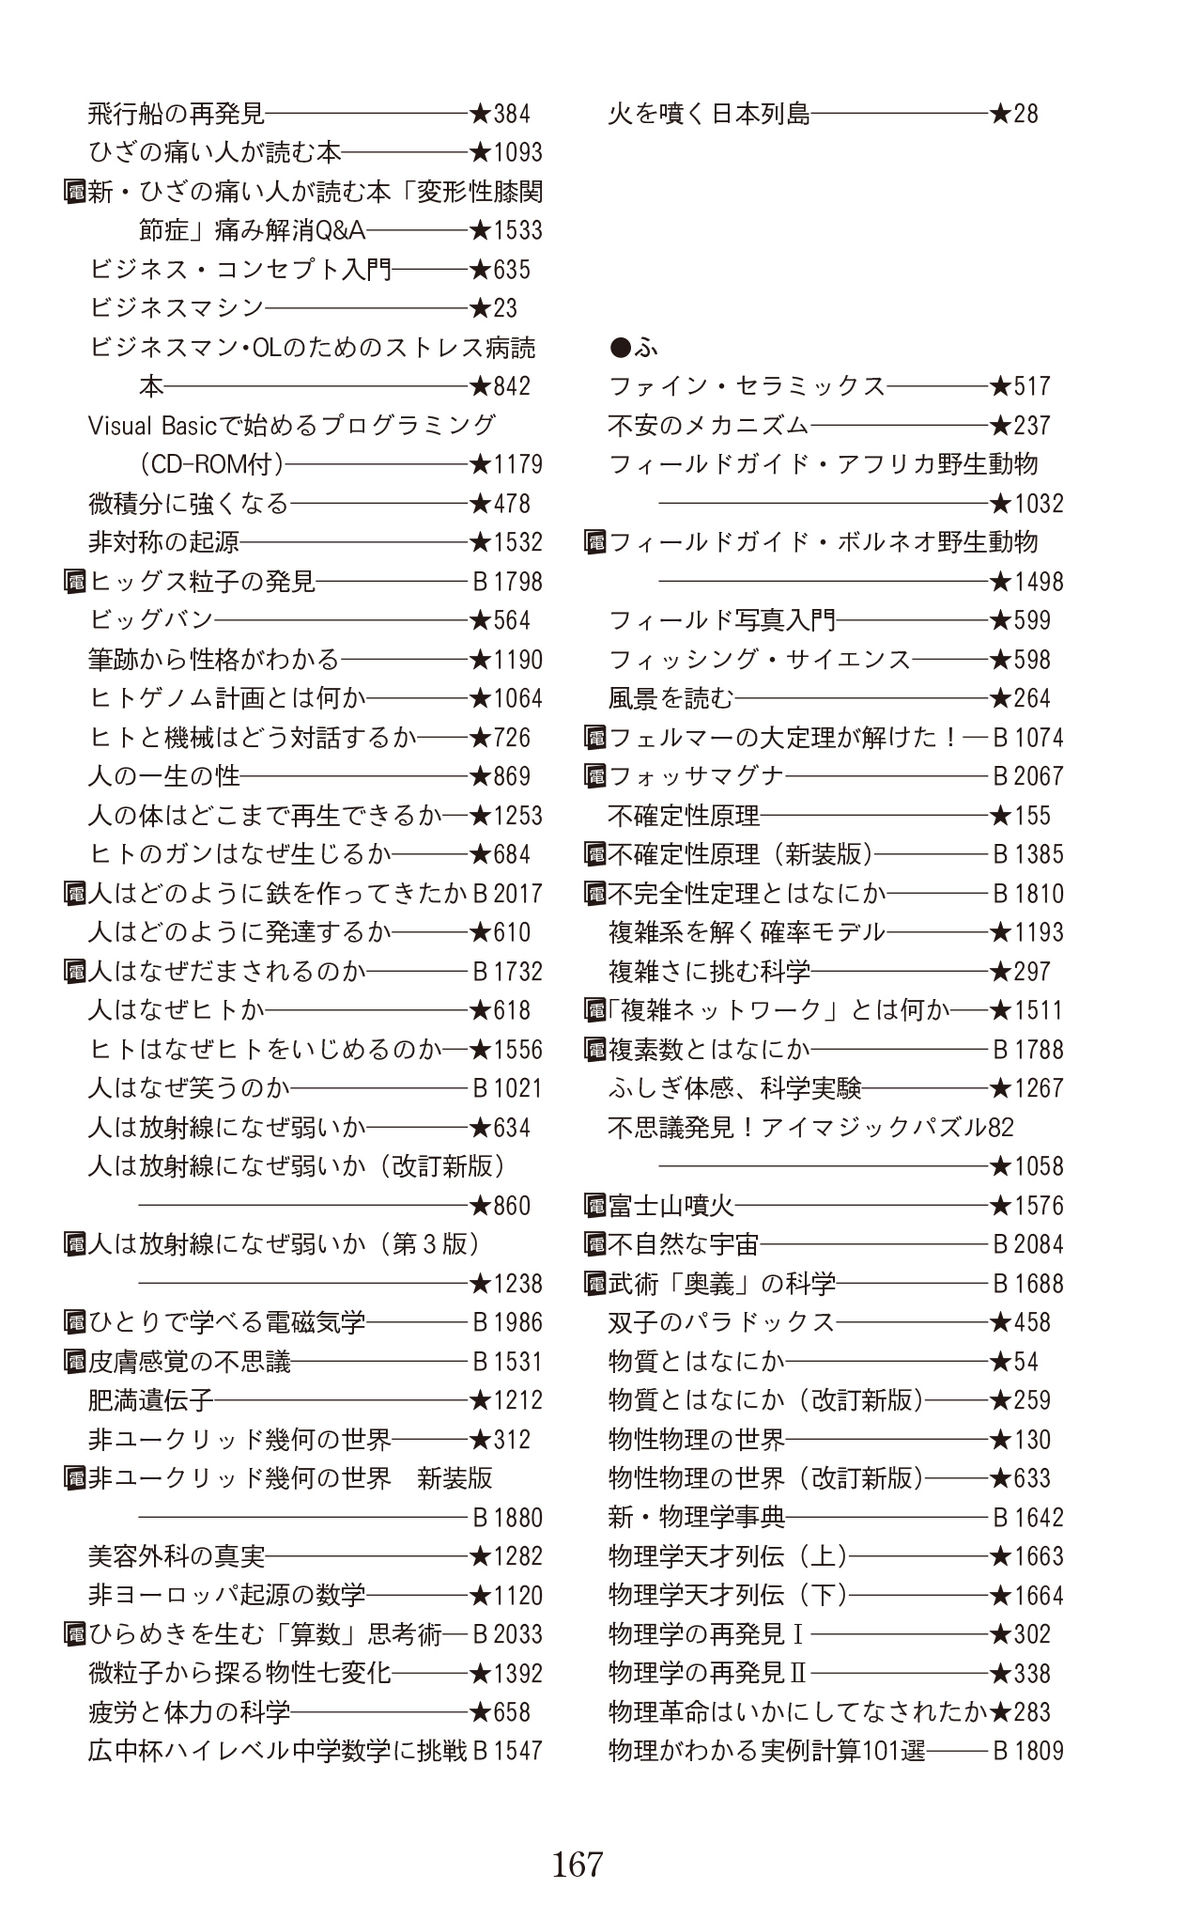 飛行船の再発見――――――――★384
ひざの痛い人が読む本―――――★1093
電新・ひざの痛い人が読む本「変形性膝関
節症」痛み解消Q&A――――★1533
ビジネス・コンセプト入門―――★635
ビジネスマシン――――――――★23
ビジネスマン・OLのためのストレス病読
本――――――――――――★842
Visual Basicで始めるプログラミング
（CD-ROM付）―――――――★1179
微積分に強くなる―――――――★478
非対称の起源―――――――――★1532
電ヒッグス粒子の発見――――――B 1798
ビッグバン――――――――――★564
筆跡から性格がわかる―――――★1190
ヒトゲノム計画とは何か――――★1064
ヒトと機械はどう対話するか――★726
人の一生の性―――――――――★869
人の体はどこまで再生できるか―★1253
ヒトのガンはなぜ生じるか―――★684
電人はどのように鉄を作ってきたか B 2017
人はどのように発達するか―――★610
電人はなぜだまされるのか――――B 1732
人はなぜヒトか――――――――★618
ヒトはなぜヒトをいじめるのか―★1556
人はなぜ笑うのか―――――――B 1021
人は放射線になぜ弱いか――――★634
人は放射線になぜ弱いか（改訂新版）
―――――――――――――★860
電人は放射線になぜ弱いか（第３版）
―――――――――――――★1238
電ひとりで学べる電磁気学――――B 1986
電皮膚感覚の不思議―――――――B 1531
肥満遺伝子――――――――――★1212
非ユークリッド幾何の世界―――★312
電非ユークリッド幾何の世界　新装版
―――――――――――――B 1880
美容外科の真実――――――――★1282
非ヨーロッパ起源の数学――――★1120
電ひらめきを生む「算数」思考術―B 2033
微粒子から探る物性七変化―――★1392
疲労と体力の科学―――――――★658
広中杯ハイレベル中学数学に挑戦 B 1547
火を噴く日本列島―――――――★28
●ふ
ファイン・セラミックス――――★517
不安のメカニズム―――――――★237
フィールドガイド・アフリカ野生動物
―――――――――――――★1032
電フィールドガイド・ボルネオ野生動物
―――――――――――――★1498
フィールド写真入門――――――★599
フィッシング・サイエンス―――★598
風景を読む――――――――――★264
電フェルマーの大定理が解けた！―B 1074
電フォッサマグナ――――――――B 2067
不確定性原理―――――――――★155
電不確定性原理（新装版）――――B 1385
電不完全性定理とはなにか――――B 1810
複雑系を解く確率モデル――――★1193
複雑さに挑む科学―――――――★297
電「複雑ネットワーク」とは何か―★1511
電複素数とはなにか―――――――B 1788
ふしぎ体感、科学実験―――――★1267
不思議発見！アイマジックパズル82
―――――――――――――★1058
電富士山噴火――――――――――★1576
電不自然な宇宙―――――――――B 2084
電武術「奥義」の科学――――――B 1688
双子のパラドックス――――――★458
物質とはなにか――――――――★54
物質とはなにか（改訂新版）――★259
物性物理の世界――――――――★130
物性物理の世界（改訂新版）――★633
新・物理学事典――――――――B 1642
物理学天才列伝（上）―――――★1663
物理学天才列伝（下）―――――★1664
物理学の再発見Ⅰ―――――――★302
物理学の再発見Ⅱ―――――――★338
物理革命はいかにしてなされたか★283
物理がわかる実例計算101選――B 1809
167